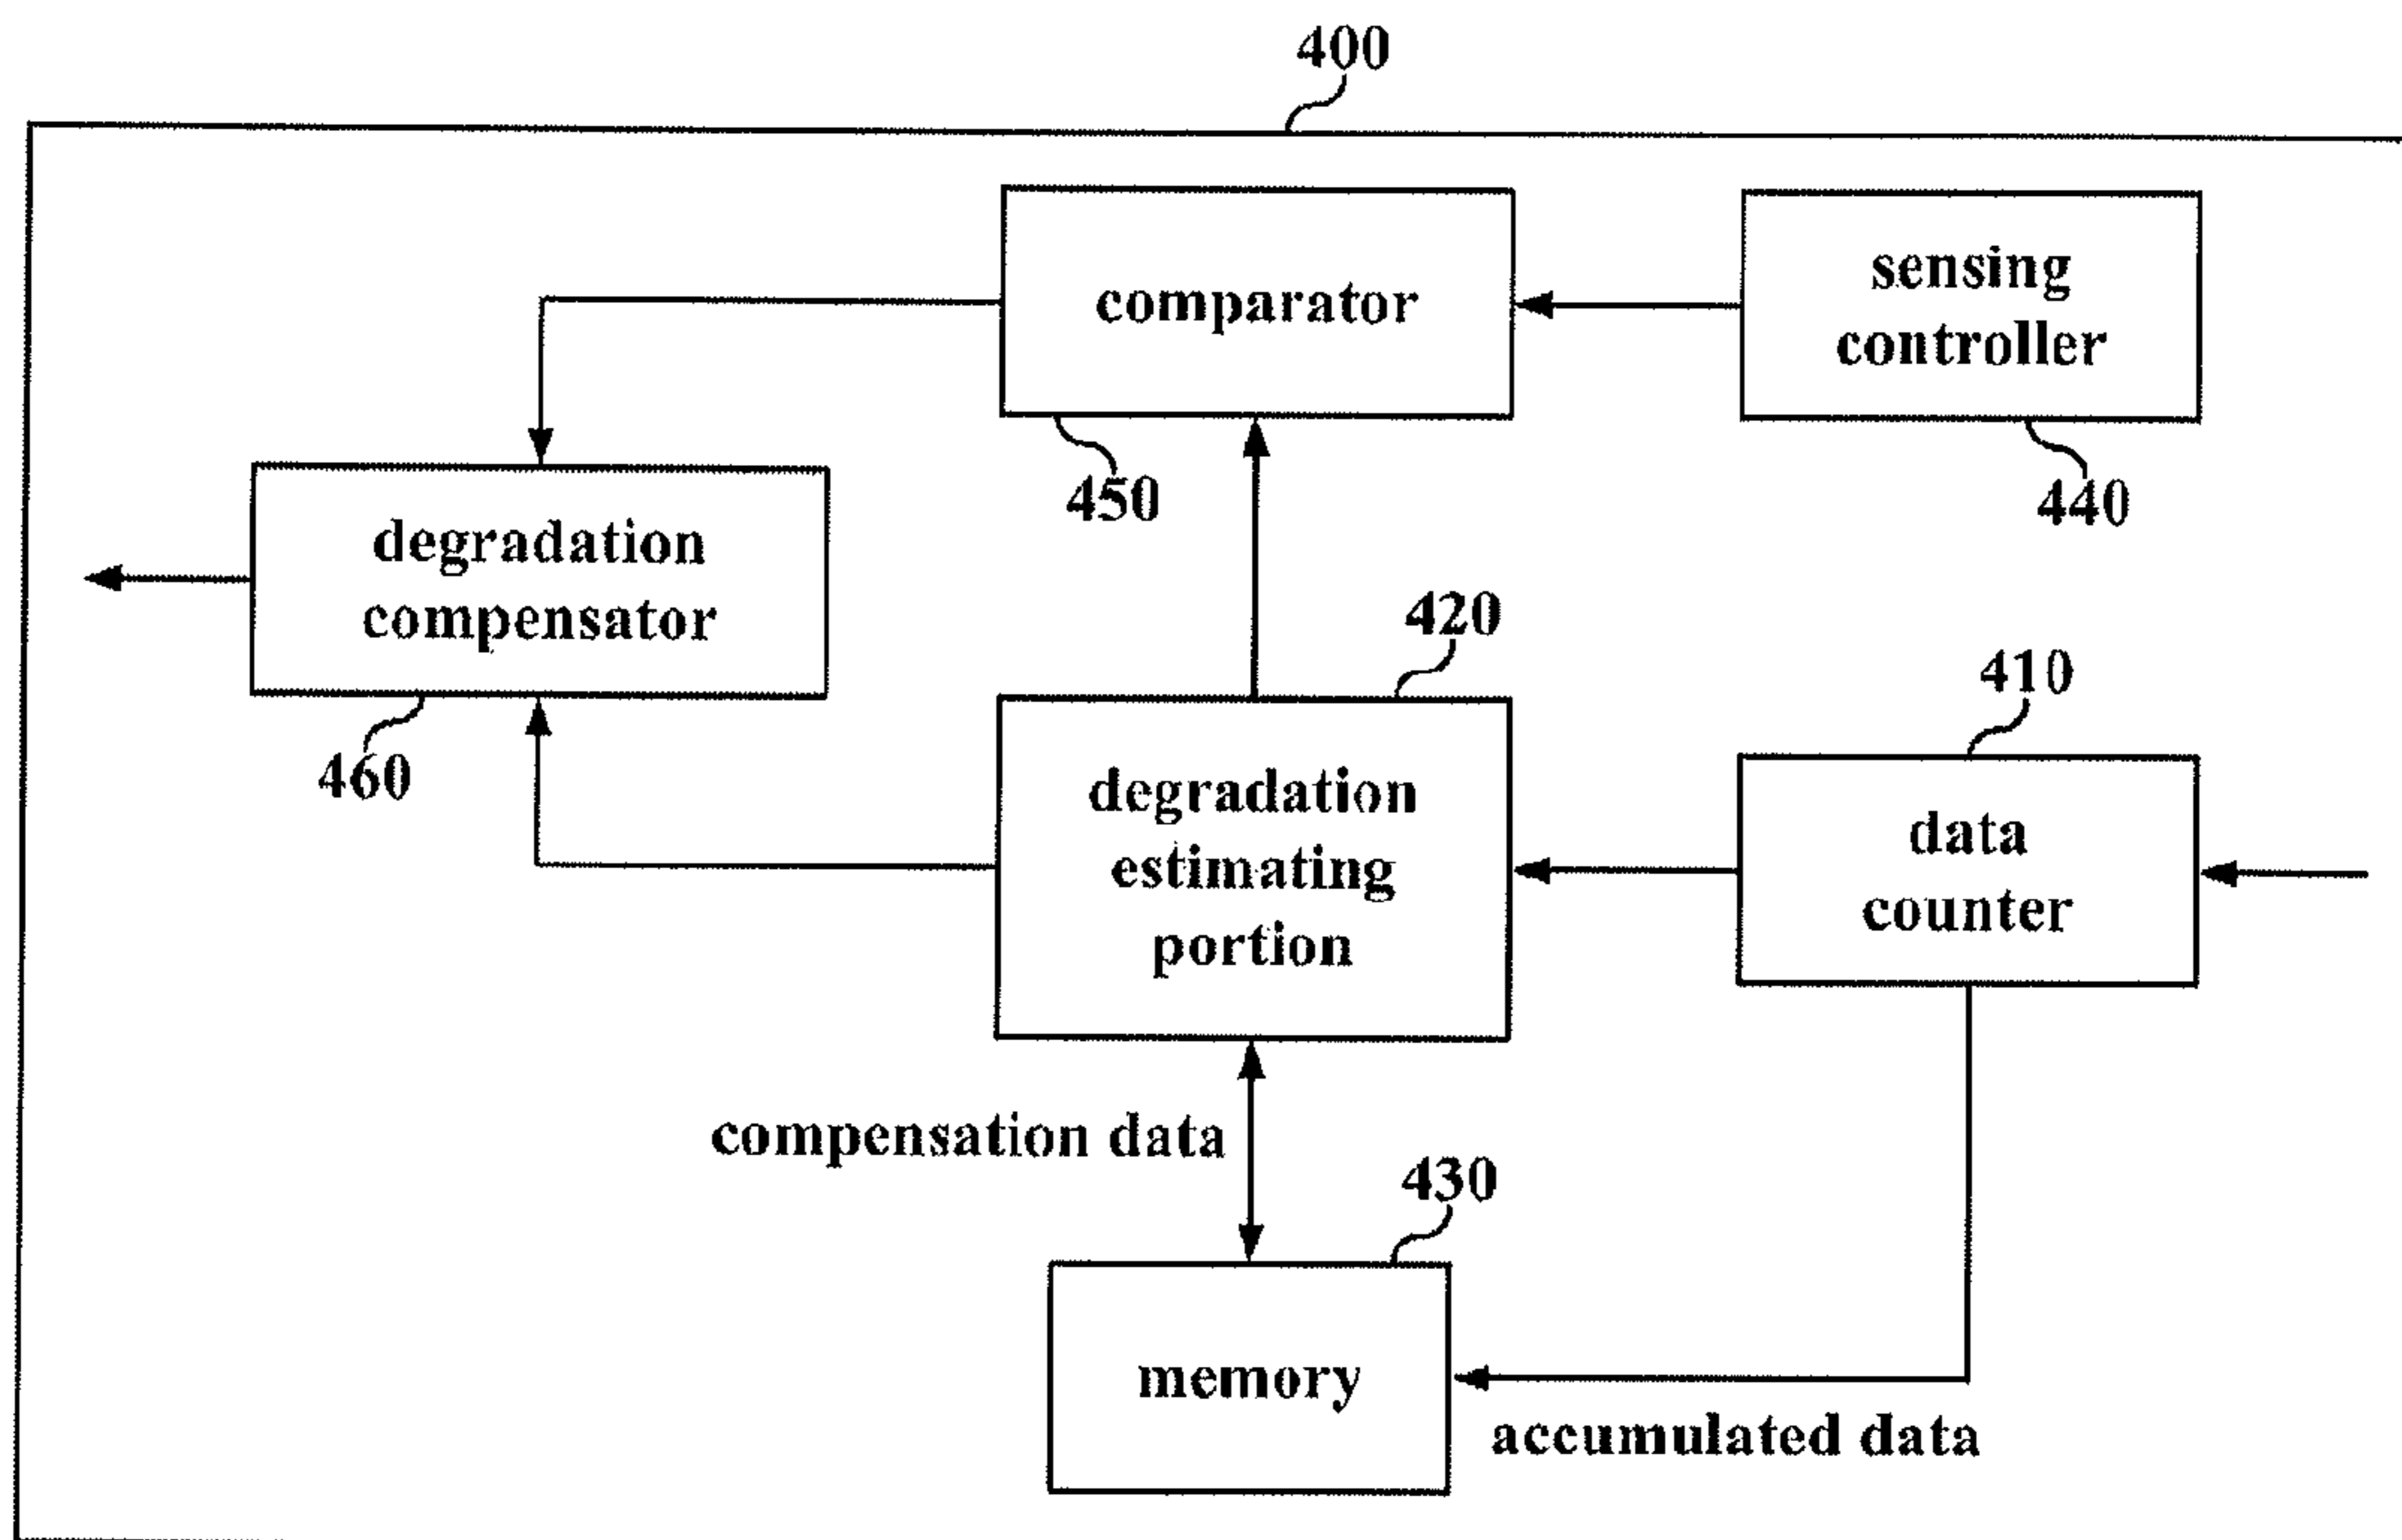 400
comparator
sensing
controller
450
440
degradation
compensator
460
420
410
degradation
estimating
portion
data
counter
compensation data
430
memory
accumulated data